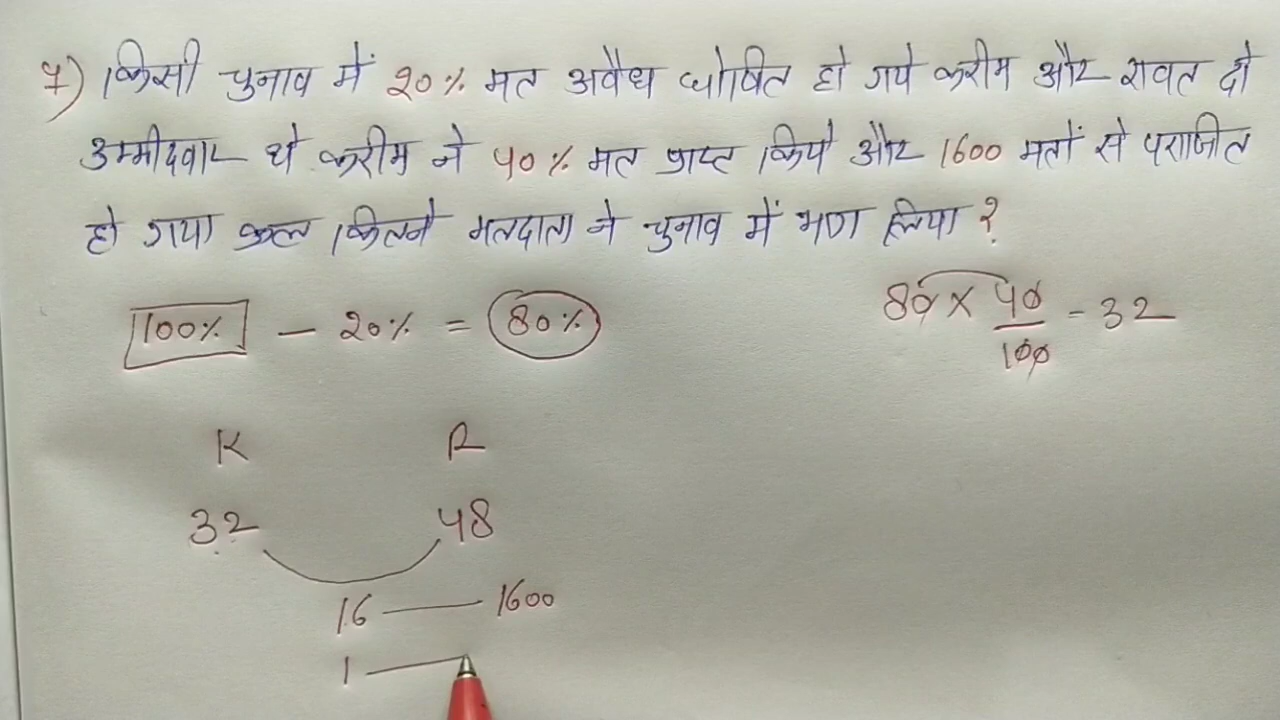 7) किसी चुनाव में 20% मत अवैध घोषित हो गये करीम और रावत दो
उम्मीदवार थे करीम ने 40% मत प्राप्त किये और 1600 मतों से पराजित
हो गया कुल कितने मतदाता ने चुनाव में भाग लिया ?
100% - 20% = 80%
80 × 40/100 - 32
K R
32 48
16 — 1600
1 —